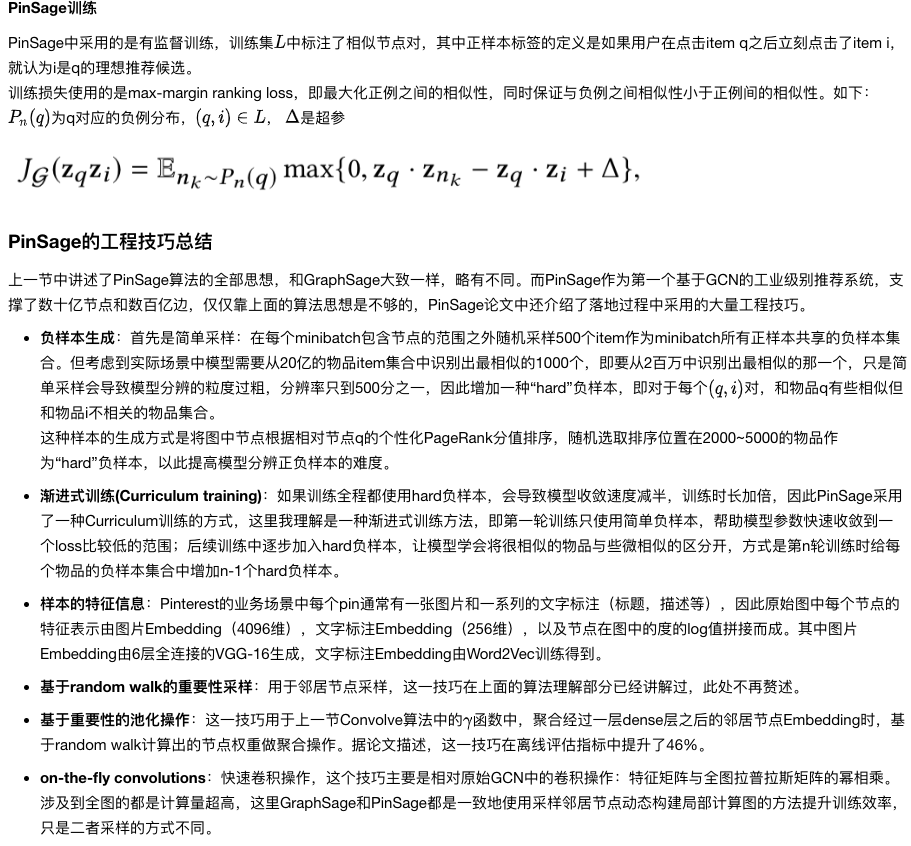 PinSage训练
PinSage中采用的是有监督训练，训练集L中标注了相似节点对，其中正样本标签的定义是如果用户在点击item q之后立刻点击了item i，
就认为i是q的理想推荐候选。
训练损失使用的是max-margin ranking loss，即最大化正例之间的相似性，同时保证与负例之间相似性小于正例间的相似性。如下：
Pₙ(q)为q对应的负例分布，(q, i) ∈ L， Δ是超参
J_𝒢(z_q z_i) = 𝔼_{n_k∼P_n(q)} max{0, z_q · z_{n_k} − z_q · z_i + Δ},
PinSage的工程技巧总结
上一节中讲述了PinSage算法的全部思想，和GraphSage大致一样，略有不同。而PinSage作为第一个基于GCN的工业级别推荐系统，支
撑了数十亿节点和数百亿边，仅仅靠上面的算法思想是不够的，PinSage论文中还介绍了落地过程中采用的大量工程技巧。
• 负样本生成：首先是简单采样：在每个minibatch包含节点的范围之外随机采样500个item作为minibatch所有正样本共享的负样本集
合。但考虑到实际场景中模型需要从20亿的物品item集合中识别出最相似的1000个，即要从2百万中识别出最相似的那一个，只是简
单采样会导致模型分辨的粒度过粗，分辨率只到500分之一，因此增加一种“hard”负样本，即对于每个(q, i)对，和物品q有些相似但
和物品i不相关的物品集合。
这种样本的生成方式是将图中节点根据相对节点q的个性化PageRank分值排序，随机选取排序位置在2000~5000的物品作
为“hard”负样本，以此提高模型分辨正负样本的难度。
• 渐进式训练(Curriculum training)：如果训练全程都使用hard负样本，会导致模型收敛速度减半，训练时长加倍，因此PinSage采用
了一种Curriculum训练的方式，这里我理解是一种渐进式训练方法，即第一轮训练只使用简单负样本，帮助模型参数快速收敛到一
个loss比较低的范围；后续训练中逐步加入hard负样本，让模型学会将很相似的物品与些微相似的区分开，方式是第n轮训练时给每
个物品的负样本集合中增加n-1个hard负样本。
• 样本的特征信息：Pinterest的业务场景中每个pin通常有一张图片和一系列的文字标注（标题，描述等），因此原始图中每个节点的
特征表示由图片Embedding（4096维），文字标注Embedding（256维），以及节点在图中的度的log值拼接而成。其中图片
Embedding由6层全连接的VGG-16生成，文字标注Embedding由Word2Vec训练得到。
• 基于random walk的重要性采样：用于邻居节点采样，这一技巧在上面的算法理解部分已经讲解过，此处不再赘述。
• 基于重要性的池化操作：这一技巧用于上一节Convolve算法中的γ函数中，聚合经过一层dense层之后的邻居节点Embedding时，基
于random walk计算出的节点权重做聚合操作。据论文描述，这一技巧在离线评估指标中提升了46%。
• on-the-fly convolutions：快速卷积操作，这个技巧主要是相对原始GCN中的卷积操作：特征矩阵与全图拉普拉斯矩阵的幂相乘。
涉及到全图的都是计算量超高，这里GraphSage和PinSage都是一致地使用采样邻居节点动态构建局部计算图的方法提升训练效率，
只是二者采样的方式不同。